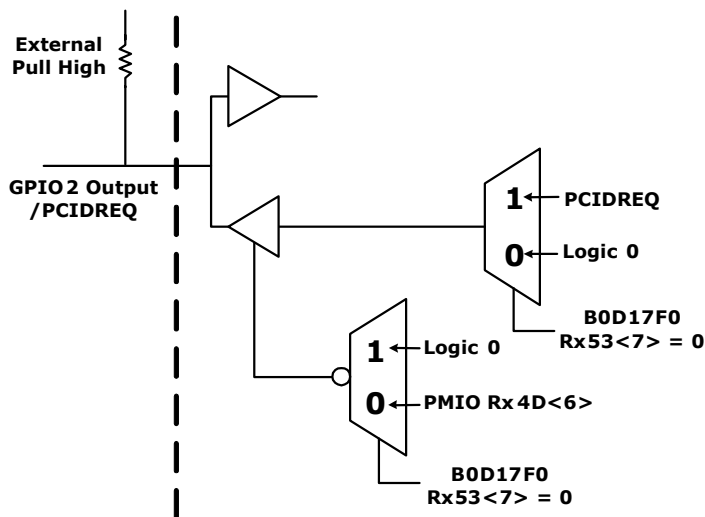 External
Pull High
GPIO2 Output
/PCIDREQ
1
PCIDREQ
0
Logic 0
B0D17F0
Rx53<7> = 0
1
Logic 0
0
PMIO Rx4D<6>
B0D17F0
Rx53<7> = 0